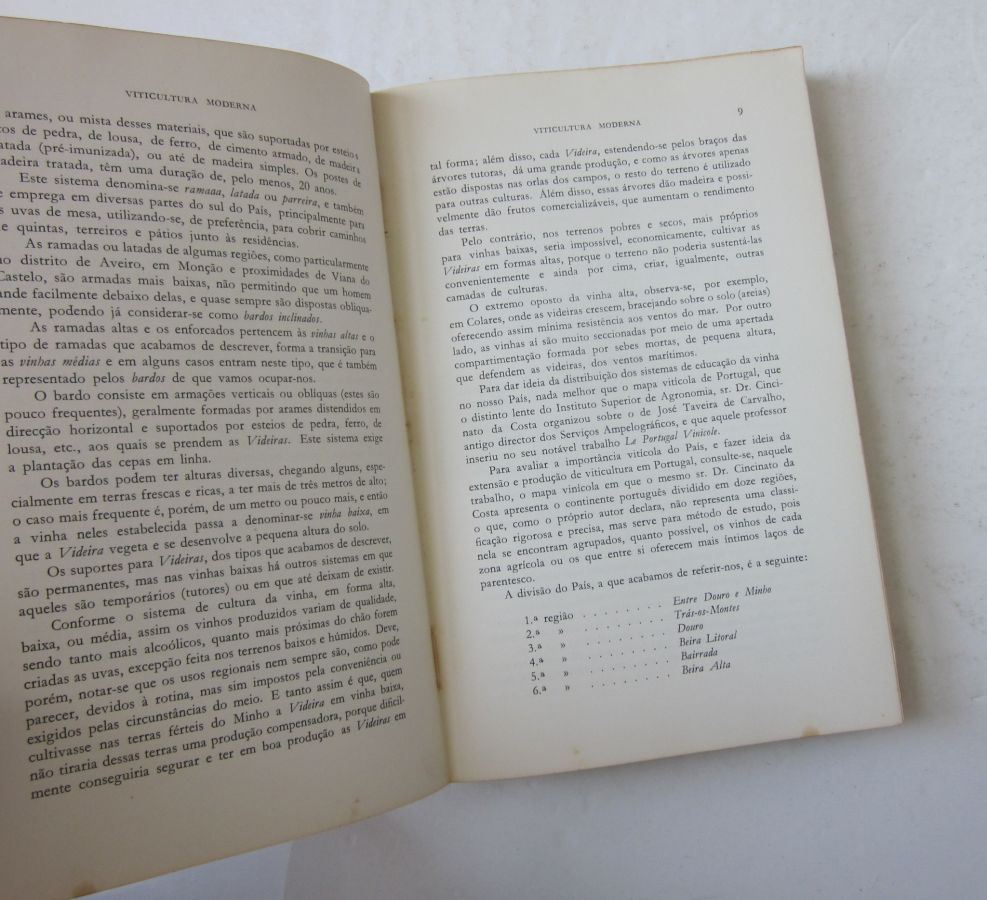 VITICULTURA MODERNA
arames, ou mista desses materiais, que são suportadas por esteios
de pedra, de lousa, de ferro, de cimento armado, de madeira
(pré-imunizada), ou até de madeira simples. Os postes de
tratada, têm uma duração de, pelo menos, 20 anos.
Este sistema denomina-se ramada, latada ou parreira, e também
emprega em diversas partes do sul do País, principalmente para
uvas de mesa, utilizando-se, de preferência, para cobrir caminhos
quintas, terreiros e pátios junto às residências.
As ramadas ou latadas de algumas regiões, como particularmente
distrito de Aveiro, em Monção e proximidades de Viana do
Castelo, são armadas mais baixas, não permitindo que um homem
ande facilmente debaixo delas, e quase sempre são dispostas obliqua-
mente, podendo já considerar-se como bardos inclinados.
As ramadas altas e os enforcados pertencem às vinhas altas e o
tipo de ramadas que acabamos de descrever, forma a transição para
as vinhas médias e em alguns casos entram neste tipo, que é também
representado pelos bardos de que vamos ocupar-nos.
O bardo consiste em armações verticais ou oblíquas (estes são
pouco frequentes), geralmente formadas por arames distendidos em
direcção horizontal e suportados por esteios de pedra, ferro, de
lousa, etc., aos quais se prendem as Videiras. Este sistema exige
a plantação das cepas em linha.
Os bardos podem ter alturas diversas, chegando alguns, espe-
cialmente em terras frescas e ricas, a ter mais de três metros de alto;
o caso mais frequente é, porém, de um metro ou pouco mais, e então
a vinha neles estabelecida passa a denominar-se vinha baixa, em
que a Videira vegeta e se desenvolve a pequena altura do solo.
Os suportes para Videiras, dos tipos que acabamos de descrever,
são permanentes, mas nas vinhas baixas há outros sistemas em que
aqueles são temporários (tutores) ou em que até deixam de existir.
Conforme o sistema de cultura da vinha, em forma alta,
baixa, ou média, assim os vinhos produzidos variam de qualidade,
sendo tanto mais alcoólicos, quanto mais próximas do chão forem
criadas as uvas, excepção feita nos terrenos baixos e húmidos. Deve,
porém, notar-se que os usos regionais nem sempre são, como pode
parecer, devidos à rotina, mas sim impostos pela conveniência ou
exigidos pelas circunstâncias do meio. E tanto assim é que, quem
cultivasse nas terras férteis do Minho a Videira em vinha baixa,
não tiraria dessas terras uma produção compensadora, porque dificil-
mente conseguiria segurar e ter em boa produção as Videiras em
VITICULTURA MODERNA 9
tal forma; além disso, cada Videira, estendendo-se pelos braços das
árvores tutoras, dá uma grande produção, e como as árvores apenas
estão dispostas nas orlas dos campos, o resto do terreno é utilizado
para outras culturas. Além disso, essas árvores dão madeira e possi-
velmente dão frutos comercializáveis, que aumentam o rendimento
das terras.
Pelo contrário, nos terrenos pobres e secos, mais próprios
para vinhas baixas, seria impossível, economicamente, cultivar as
Videiras em formas altas, porque o terreno não poderia sustentá-las
convenientemente e ainda por cima, criar, igualmente, outras
camadas de culturas.
O extremo oposto da vinha alta, observa-se, por exemplo,
em Colares, onde as videiras crescem, bracejando sobre o solo (areias)
oferecendo assim mínima resistência aos ventos do mar. Por outro
lado, as vinhas aí são muito seccionadas por meio de uma apertada
compartimentação formada por sebes mortas, de pequena altura,
que defendem as videiras, dos ventos marítimos.
Para dar ideia da distribuição dos sistemas de educação da vinha
no nosso País, nada melhor que o mapa vitícola de Portugal, que
o distinto lente do Instituto Superior de Agronomia, sr. Dr. Cinci-
nato da Costa organizou sobre o de José Taveira de Carvalho,
antigo director dos Serviços Ampelográficos, e que aquele professor
inseriu no seu notável trabalho Le Portugal Vinicole.
Para avaliar a importância vitícola do País, e fazer ideia da
extensão e produção de viticultura em Portugal, consulte-se, naquele
trabalho, o mapa vinícola em que o mesmo sr. Dr. Cincinato da
Costa apresenta o continente português dividido em doze regiões,
o que, como o próprio autor declara, não representa uma classi-
ficação rigorosa e precisa, mas serve para método de estudo, pois
nela se encontram agrupados, quanto possível, os vinhos de cada
zona agrícola ou os que entre si oferecem mais íntimos laços de
parentesco.
A divisão do País, a que acabamos de referir-nos, é a seguinte:
1.ª região . . . . . . . . Entre Douro e Minho
2.ª » . . . . . . . . Trás-os-Montes
3.ª » . . . . . . . . Douro
4.ª » . . . . . . . . Beira Litoral
5.ª » . . . . . . . . Bairrada
6.ª » . . . . . . . . Beira Alta